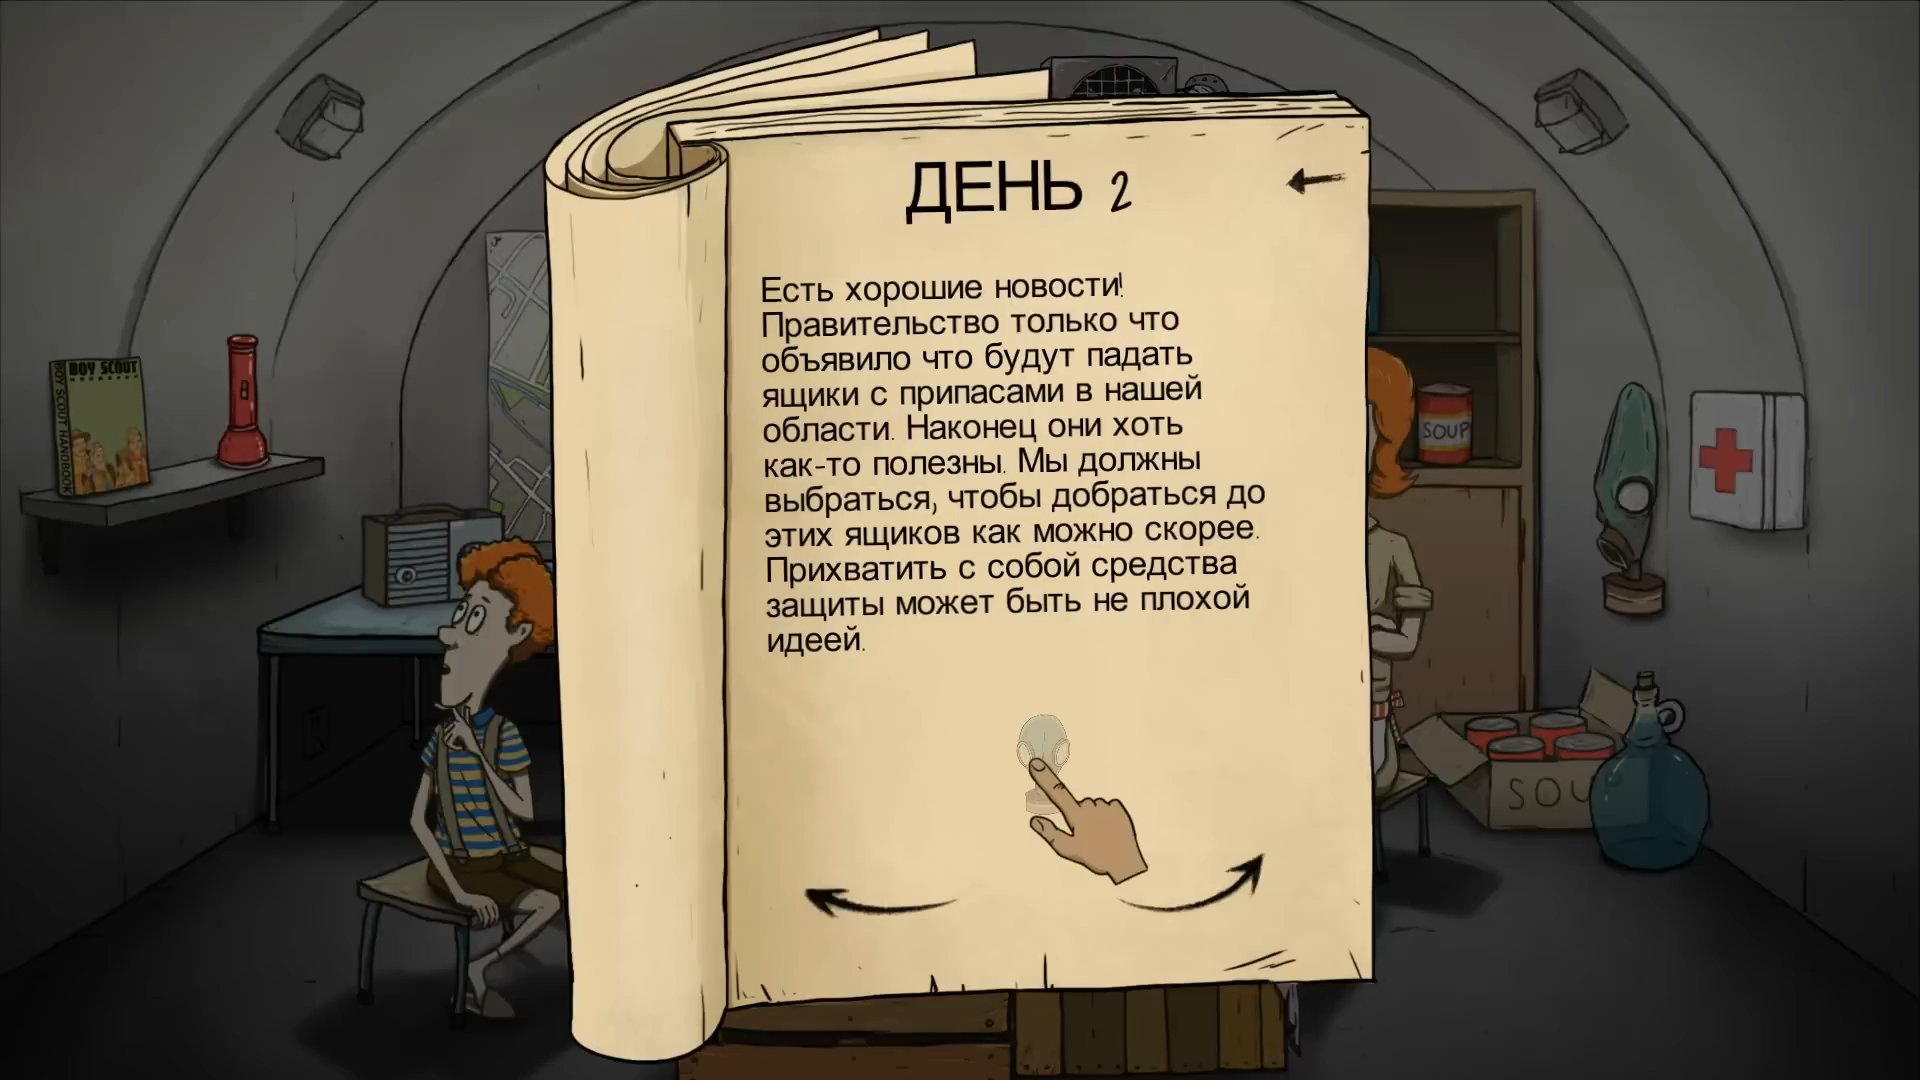 ДЕНЬ 2
Есть хорошие новости!
Правительство только что
объявило что будут падать
ящики с припасами в нашей
области. Наконец они хоть
как-то полезны. Мы должны
выбраться, чтобы добраться до
этих ящиков как можно скорее.
Прихватить с собой средства
защиты может быть не плохой
идеей.
BOY SCOUT
BOY SCOUT HANDBOOK
SOUP
SOU